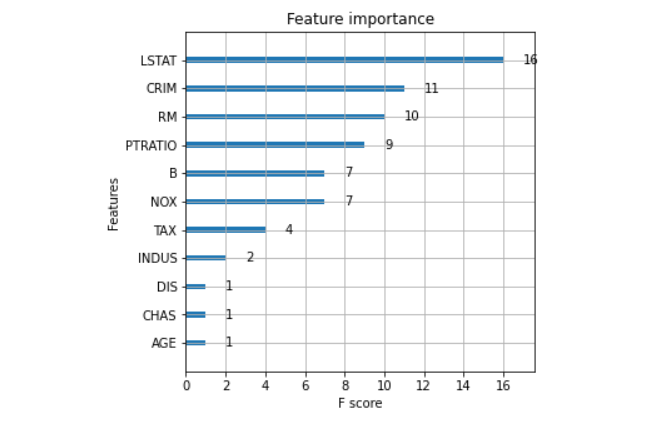 Feature importance
LSTAT 16
CRIM 11
RM 10
PTRATIO 9
B 7
NOX 7
TAX 4
INDUS 2
DIS 1
CHAS 1
AGE 1
0 2 4 6 8 10 12 14 16
F score
Features